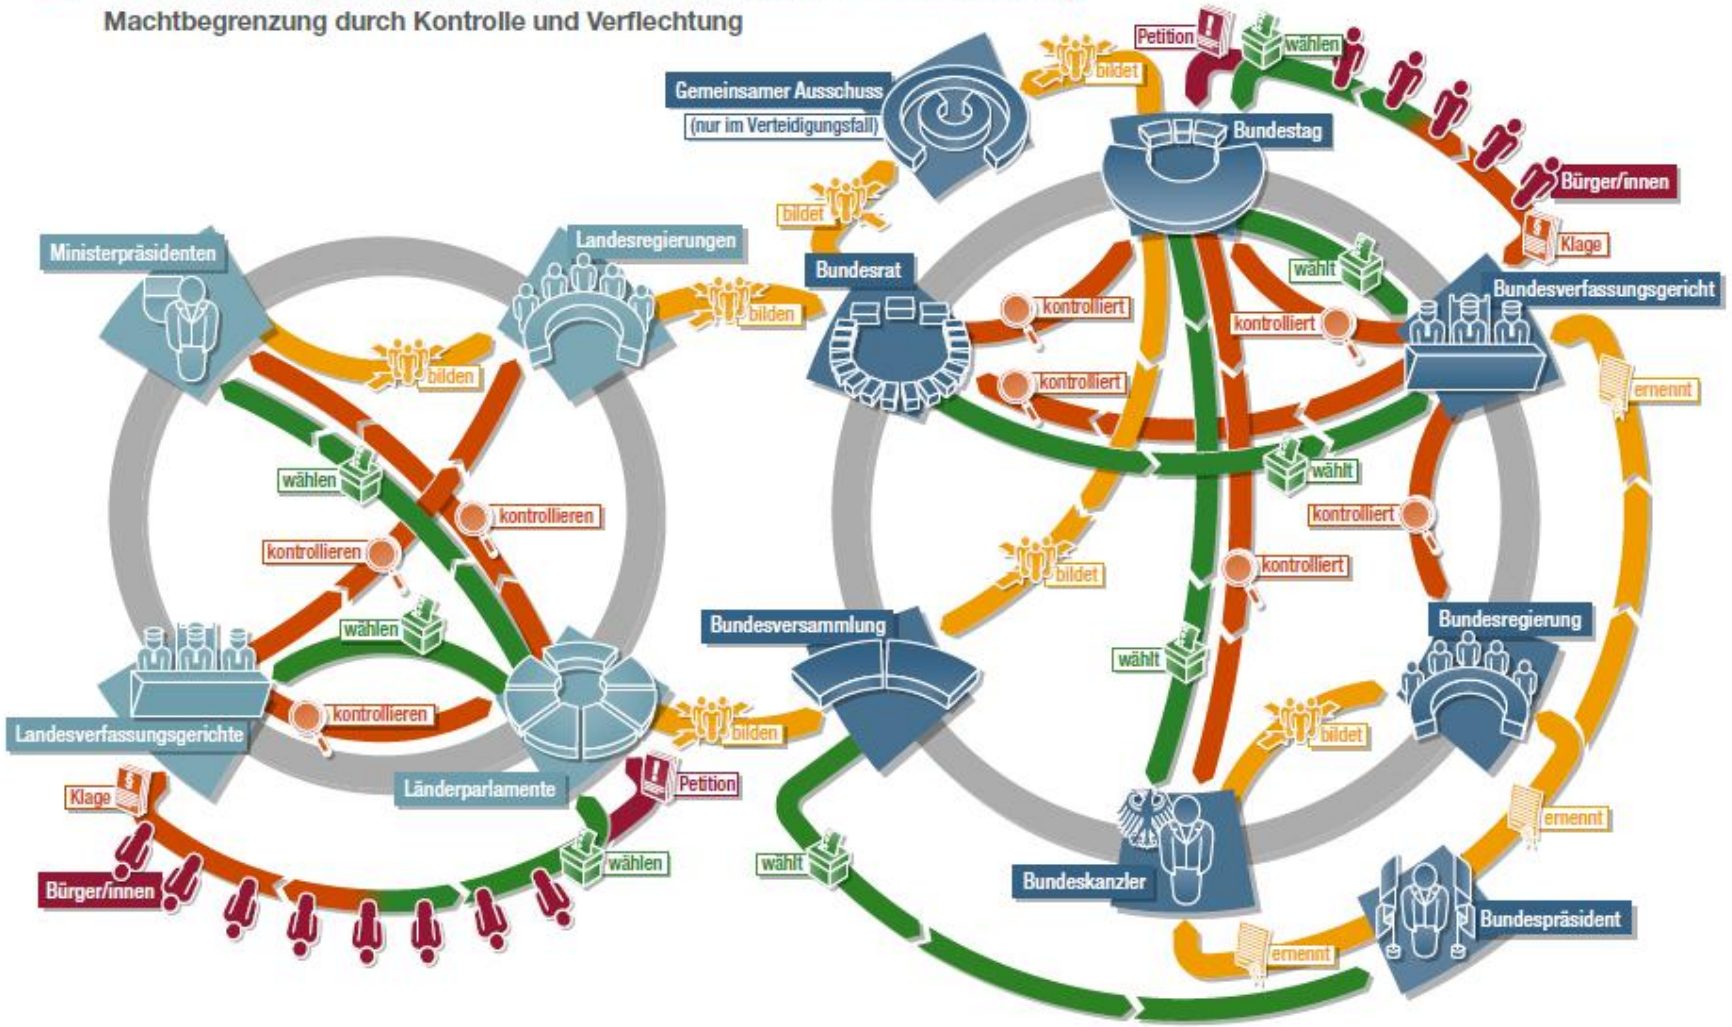 Machtbegrenzung durch Kontrolle und Verflechtung
Petition
wählen
bildet
Gemeinsamer Ausschuss
(nur im Verteidigungsfall)
Bundestag
Bürger/innen
Klage
bildet
Bundesrat
wählt
Bundesverfassungsgericht
kontrolliert
kontrolliert
kontrolliert
ernennt
wählt
kontrolliert
kontrolliert
bildet
Bundesversammlung
Bundesregierung
wählt
bildet
ernennt
wählt
Bundeskanzler
Bundespräsident
ernennt
Ministerpräsidenten
Landesregierungen
bilden
bilden
wählen
kontrollieren
kontrollieren
wählen
kontrollieren
Landesverfassungsgerichte
bilden
Länderparlamente
Petition
Klage
wählen
Bürger/innen